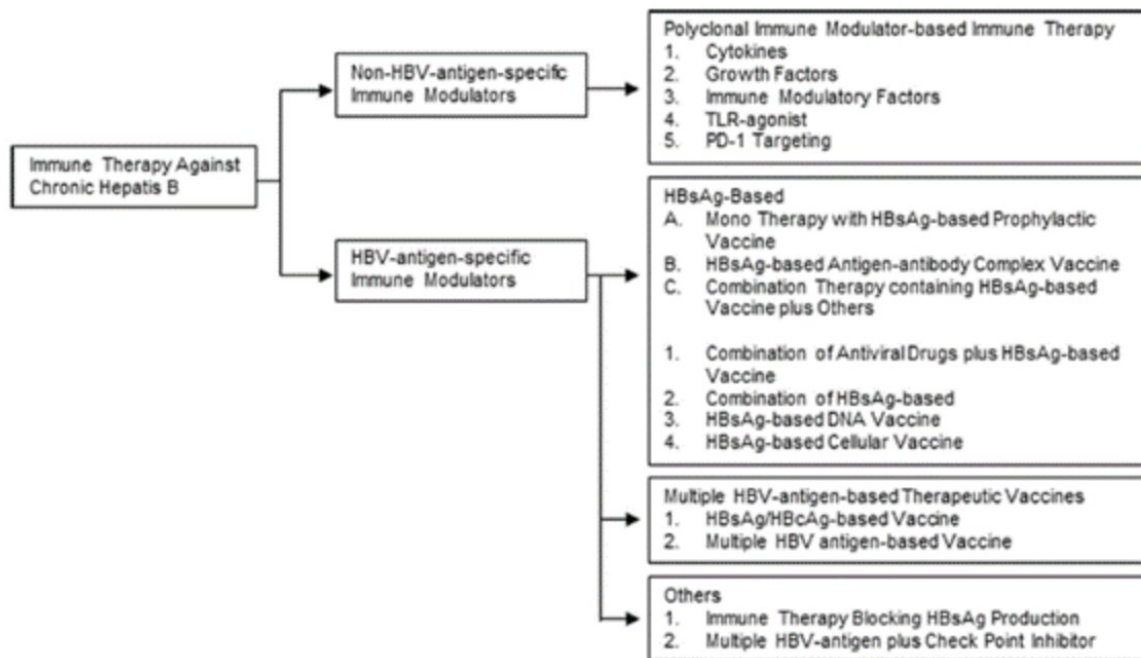 Immune Therapy Against
Chronic Hepatis B
Non-HBV-antigen-specific
Immune Modulators
HBV-antigen-specific
Immune Modulators
Polyclonal Immune Modulator-based Immune Therapy
1. Cytokines
2. Growth Factors
3. Immune Modulatory Factors
4. TLR-agonist
5. PD-1 Targeting
HBsAg-Based
A. Mono Therapy with HBsAg-based Prophylactic
Vaccine
B. HBsAg-based Antigen-antibody Complex Vaccine
C. Combination Therapy containing HBsAg-based
Vaccine plus Others
1. Combination of Antiviral Drugs plus HBsAg-based
Vaccine
2. Combination of HBsAg-based
3. HBsAg-based DNA Vaccine
4. HBsAg-based Cellular Vaccine
Multiple HBV-antigen-based Therapeutic Vaccines
1. HBsAg/HBcAg-based Vaccine
2. Multiple HBV antigen-based Vaccine
Others
1. Immune Therapy Blocking HBsAg Production
2. Multiple HBV-antigen plus Check Point Inhibitor